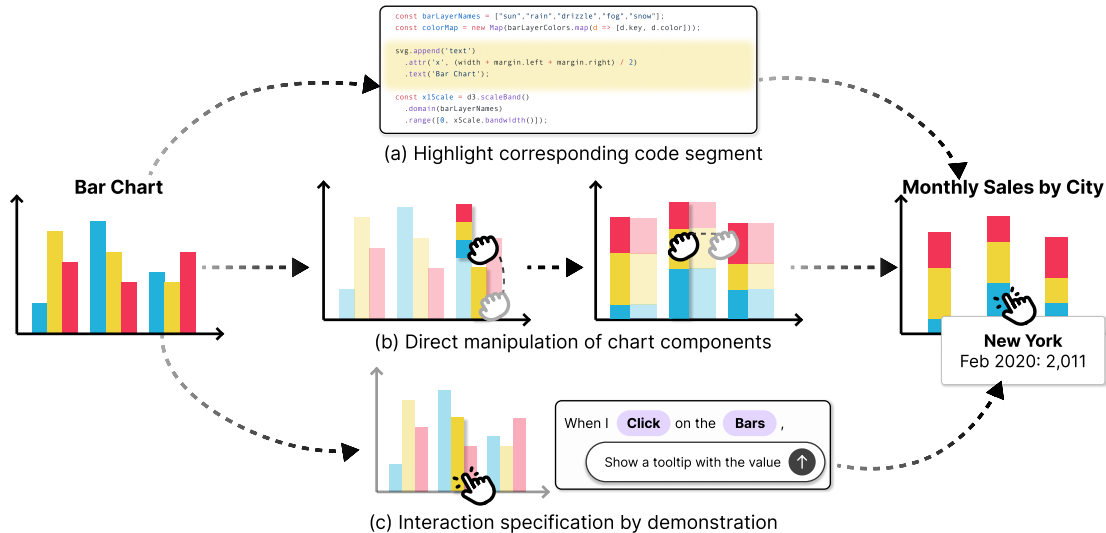 const barLayerNames = ["sun","rain","drizzle","fog","snow"];
const colorMap = new Map(barLayerColors.map(d => [d.key, d.color]));
svg.append('text')
.attr('x', (width + margin.left + margin.right) / 2)
.text('Bar Chart');
const x1Scale = d3.scaleBand()
.domain(barLayerNames)
.range([0, xScale.bandwidth()]);
(a) Highlight corresponding code segment
Bar Chart
Monthly Sales by City
New York
Feb 2020: 2,011
(b) Direct manipulation of chart components
When I Click on the Bars ,
Show a tooltip with the value
(c) Interaction specification by demonstration